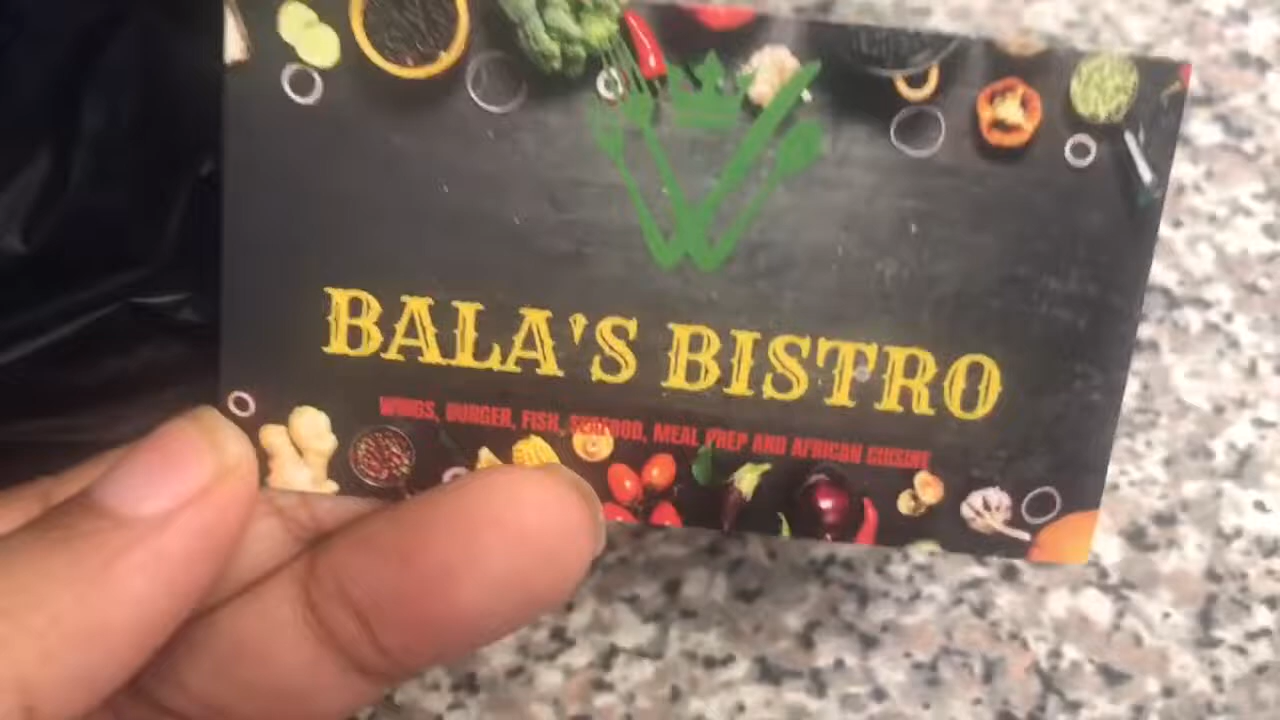 BALA'S BISTRO
WINGS, BURGER, FISH, SEAFOOD, MEAL PREP AND AFRICAN CUISINE